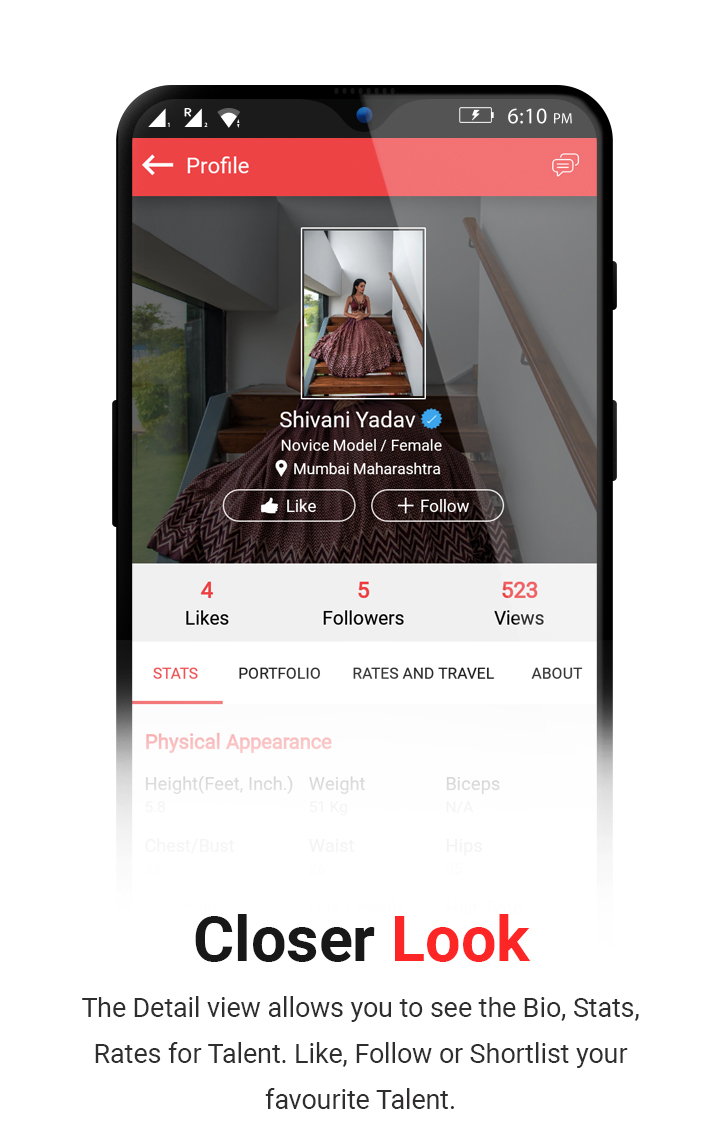 R
1
2
6:10 PM
Profile
Shivani Yadav
Novice Model / Female
Mumbai Maharashtra
Like
Follow
4 5 523
Likes Followers Views
STATS PORTFOLIO RATES AND TRAVEL ABOUT
Physical Appearance
Height(Feet, Inch.) Weight Biceps
5.8 51 Kg N/A
Chest/Bust Waist Hips
Closer Look
The Detail view allows you to see the Bio, Stats,
Rates for Talent. Like, Follow or Shortlist your
favourite Talent.